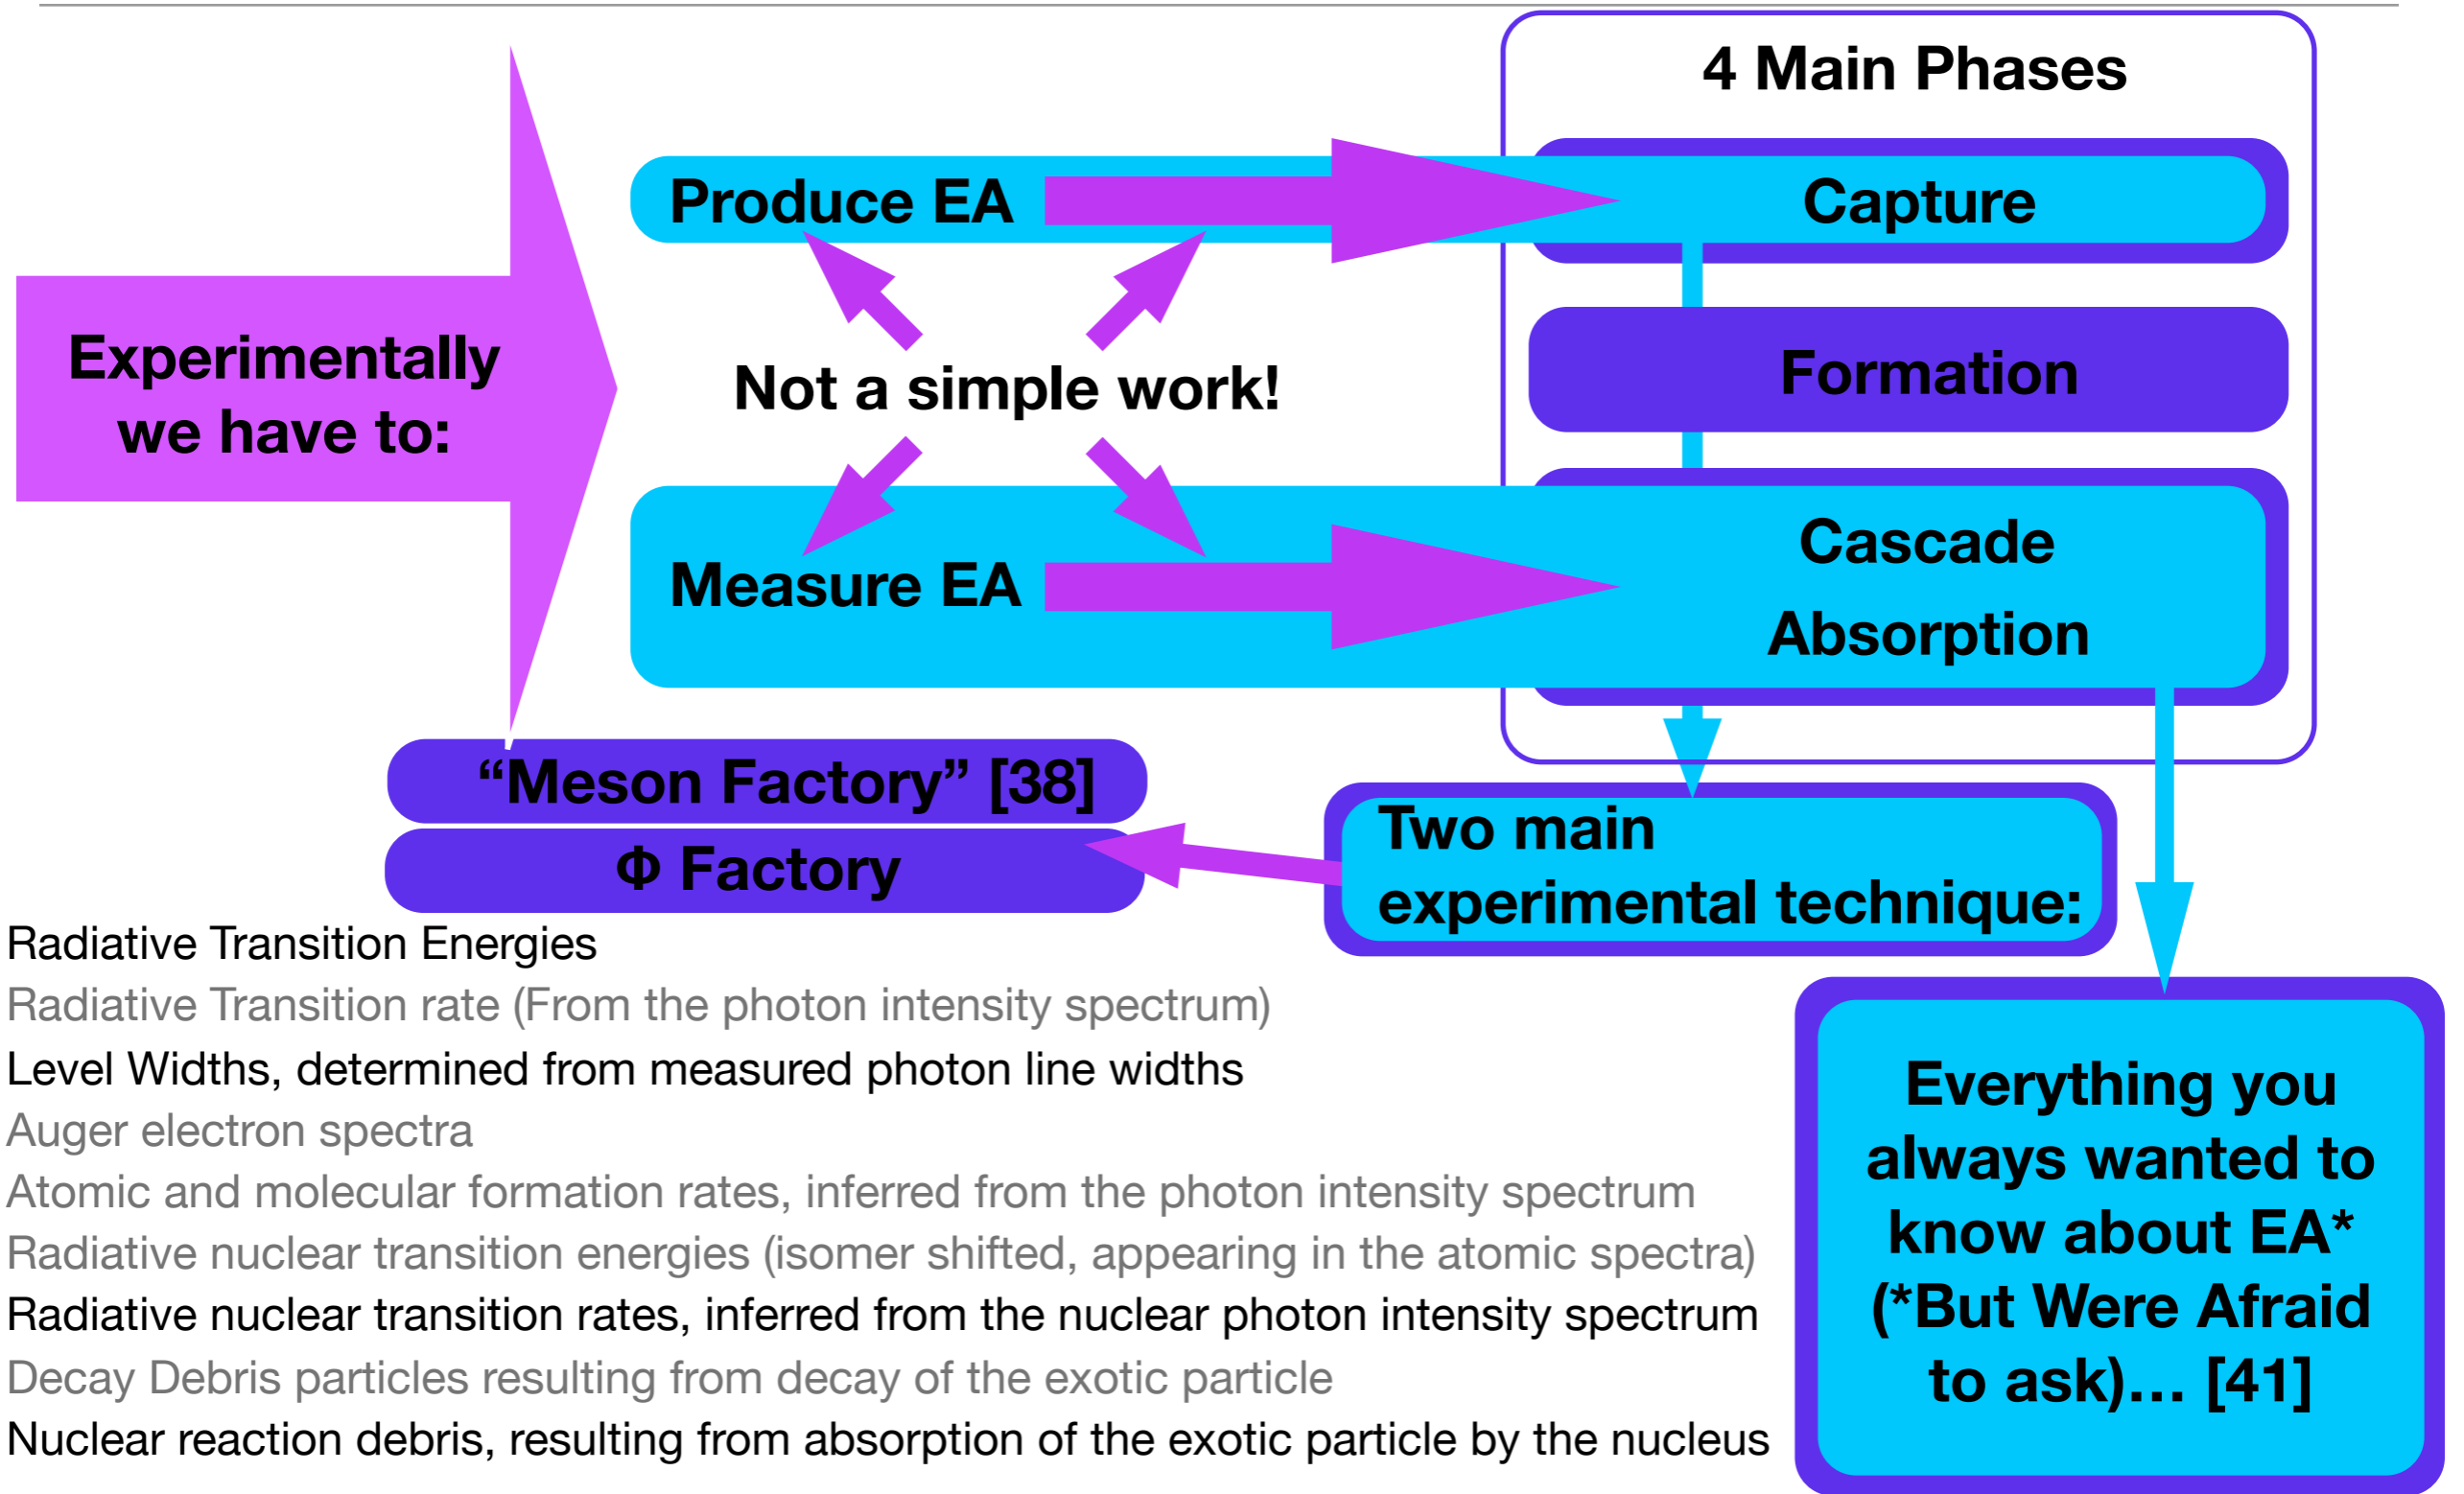 4 Main Phases
Experimentally
we have to:
Produce EA
Capture
Not a simple work!
Formation
Measure EA
Cascade
Absorption
“Meson Factory” [38]
Φ Factory
Two main
experimental technique:
Radiative Transition Energies
Radiative Transition rate (From the photon intensity spectrum)
Level Widths, determined from measured photon line widths
Auger electron spectra
Atomic and molecular formation rates, inferred from the photon intensity spectrum
Radiative nuclear transition energies (isomer shifted, appearing in the atomic spectra)
Radiative nuclear transition rates, inferred from the nuclear photon intensity spectrum
Decay Debris particles resulting from decay of the exotic particle
Nuclear reaction debris, resulting from absorption of the exotic particle by the nucleus
Everything you
always wanted to
know about EA*
(*But Were Afraid
to ask)… [41]